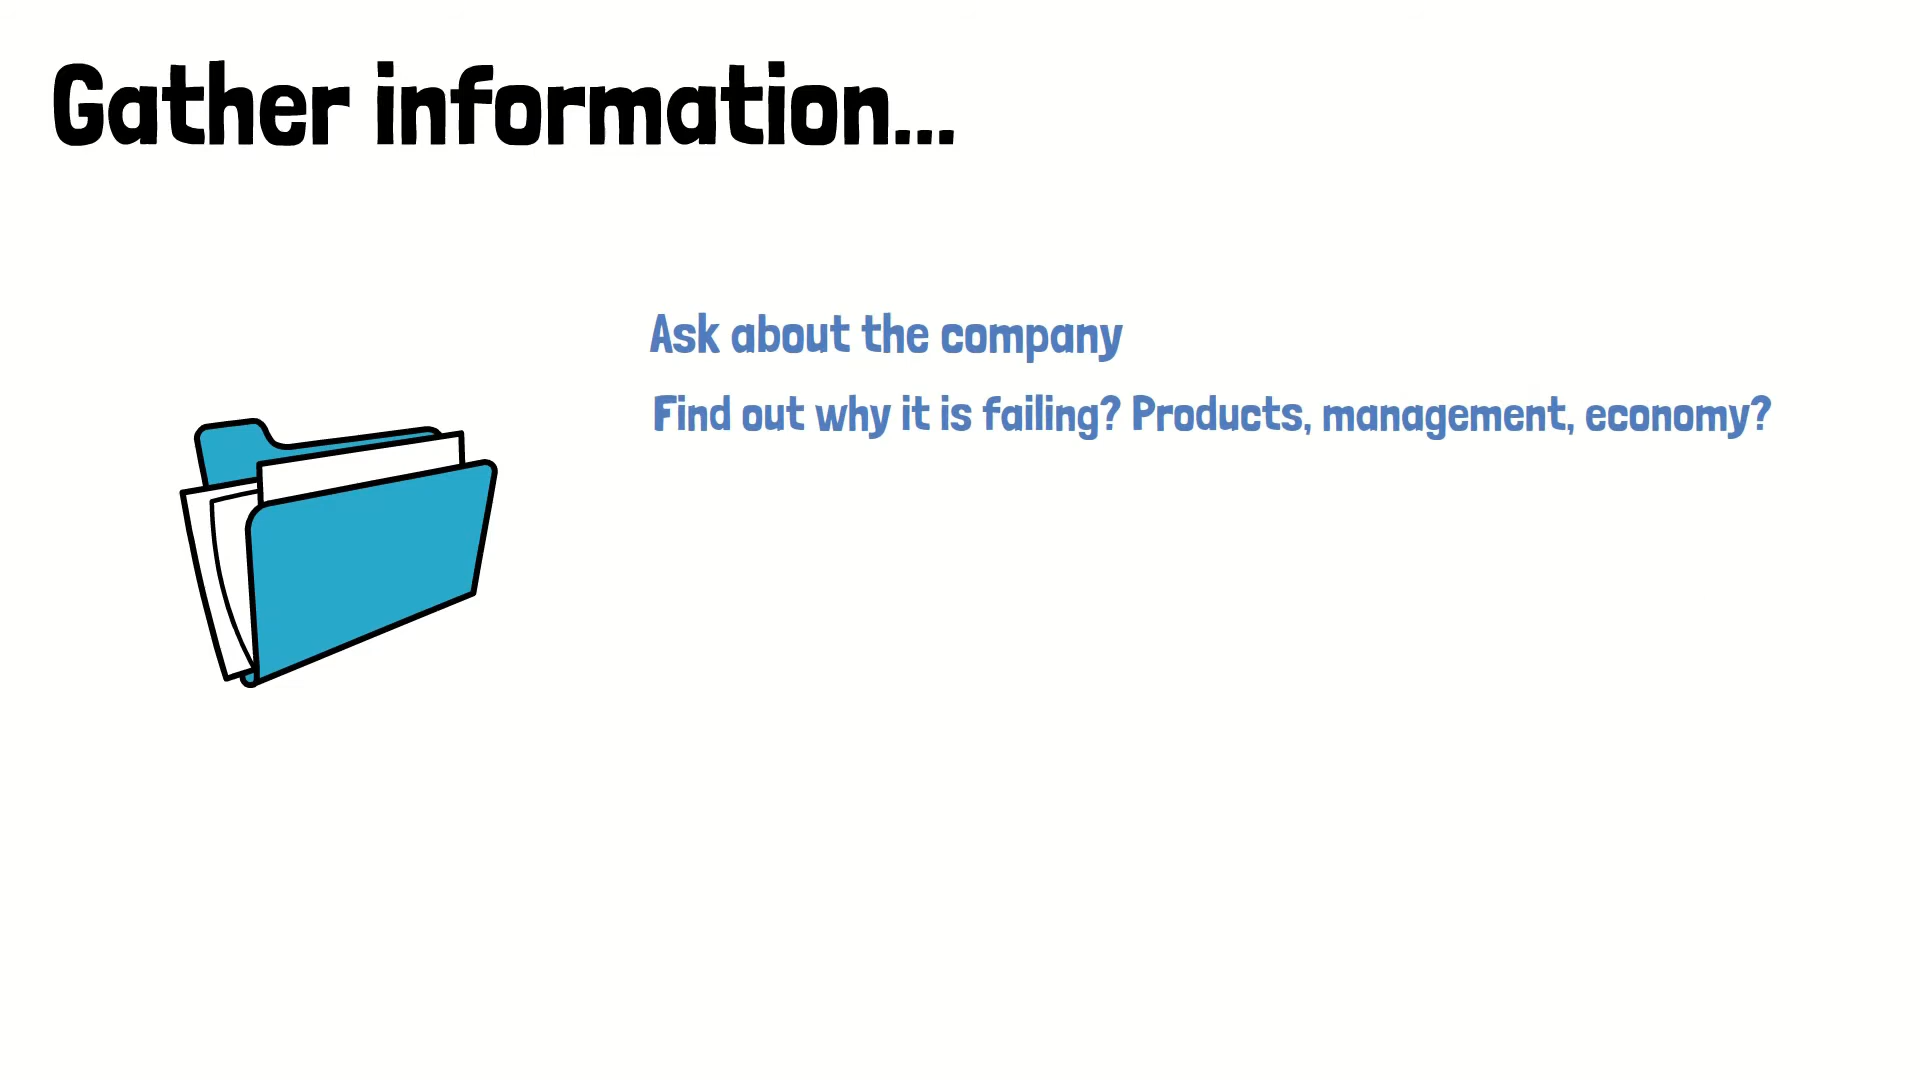 Gather information...
Ask about the company
Find out why it is failing? Products, management, economy?